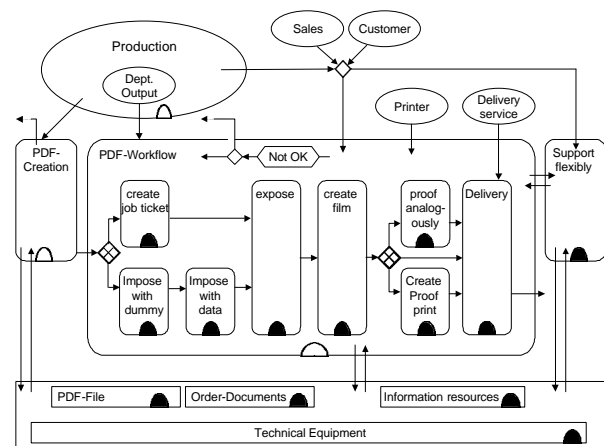 Sales
Customer
Production
Dept.
Output
Printer
Delivery
service
PDF-
Creation
PDF-Workflow
Not OK
Support
flexibly
create
job ticket
expose
create
film
proof
analog-
ously
Delivery
Impose
with
dummy
Impose
with
data
Create
Proof
print
PDF-File
Order-Documents
Information resources
Technical Equipment